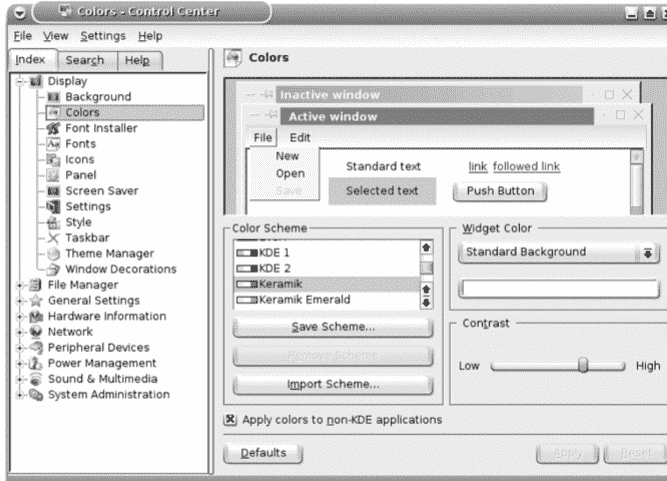 Colors - Control Center
File View Settings Help
Index Search Help
Display
Background
Colors
Font Installer
Fonts
Icons
Panel
Screen Saver
Settings
Style
Taskbar
Theme Manager
Window Decorations
File Manager
General Settings
Hardware Information
Network
Peripheral Devices
Power Management
Sound & Multimedia
System Administration
Colors
Inactive window
Active window
File Edit
New
Open
Save
Standard text
Selected text
link followed link
Push Button
Color Scheme
KDE 1
KDE 2
Keramik
Keramik Emerald
Save Scheme...
Remove Scheme
Import Scheme...
Widget Color
Standard Background
Contrast
Low High
Apply colors to non-KDE applications
Defaults
Apply
Reset